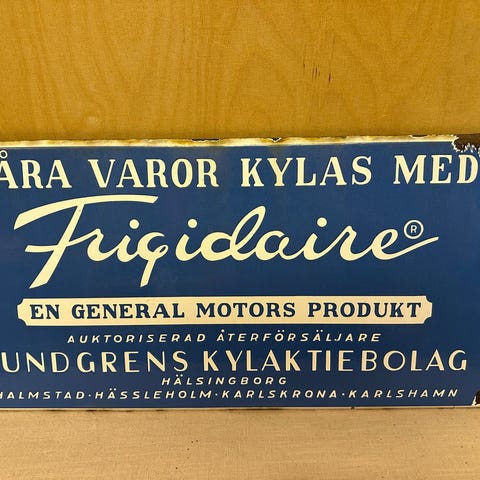 ÅRA VAROR KYLAS MED
Frigidaire ®
EN GENERAL MOTORS PRODUKT
AUKTORISERAD ÅTERFÖRSÄLJARE
UNDGRENS KYLAKTIEBOLAG
HÄLSINGBORG
HALMSTAD·HÄSSLEHOLM·KARLSKRONA·KARLSHAMN